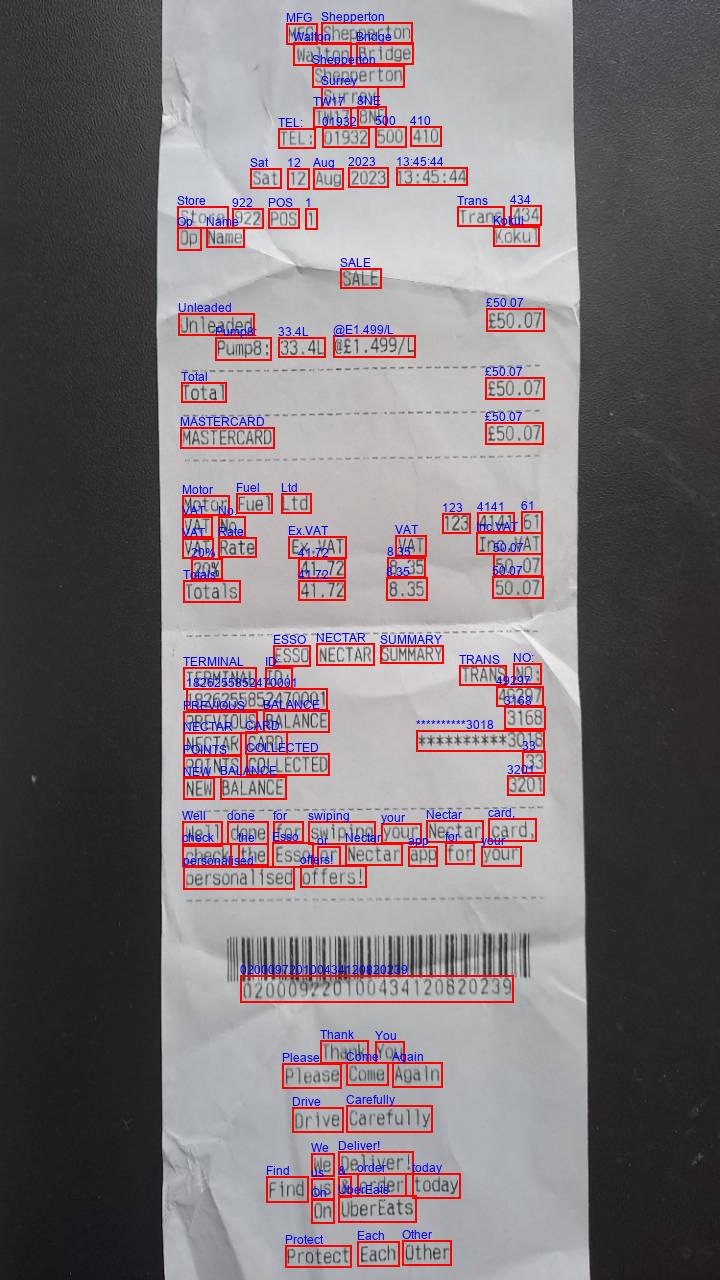 MFG Shepperton
Walton Bridge
Shepperton
Surrey
TW17 8NE
TEL: 01932 500 410
Sat 12 Aug 2023 13:45:44
Store 922 POS 1 Trans 434
Op Name Kokul
SALE
Unleaded £50.07
Pump8: 33.4L @£1.499/L
Total £50.07
MASTERCARD £50.07
Motor Fuel Ltd
VAT No. 123 4141 61
VAT Rate Ex.VAT VAT Inc.VAT
20% 41.72 8.35 50.07
Totals 41.72 8.35 50.07
ESSO NECTAR SUMMARY
TERMINAL ID: TRANS NO:
1826255852470001 49297
PREVIOUS BALANCE 3168
NECTAR CARD **********3018
POINTS COLLECTED 33
NEW BALANCE 3201
Well done for swiping your Nectar card,
check the Esso or Nectar app for your
personalised offers!
020009220100434120820239
Thank You
Please Come Again
Drive Carefully
We Deliver!
Find us & order today
On UberEats
Protect Each Other